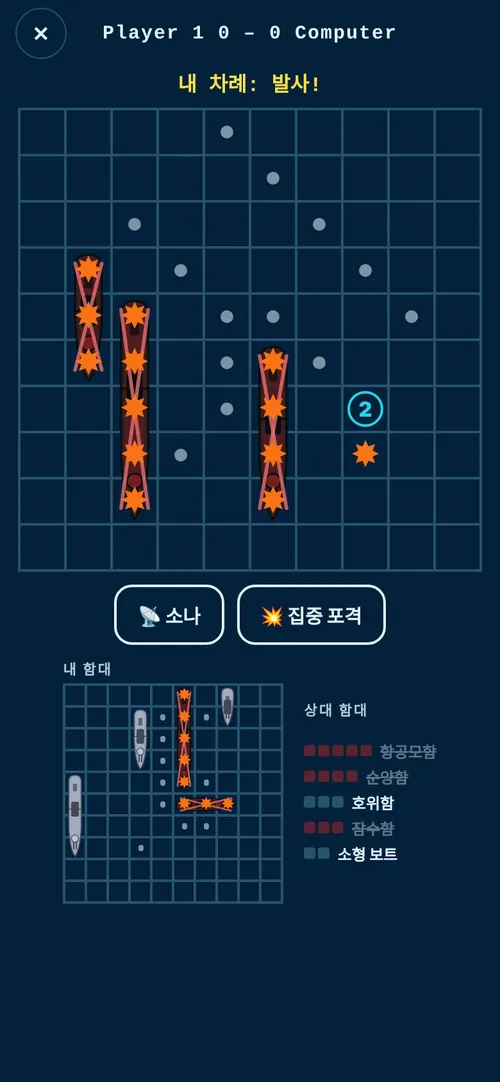 ×
Player 1 0 – 0 Computer
내 차례: 발사!
2
소나
집중 포격
내 함대
상대 함대
항공모함
순양함
호위함
잠수함
소형 보트